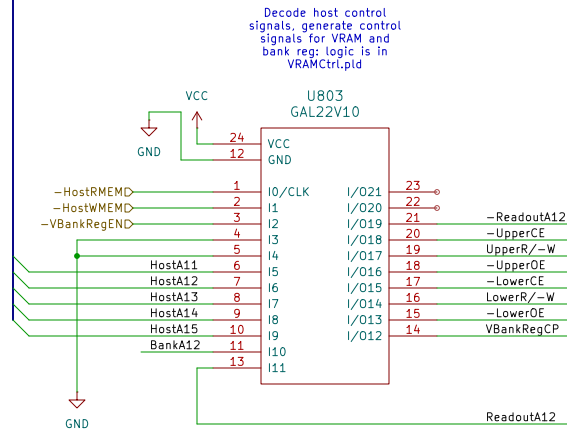 Decode host control
signals, generate control
signals for VRAM and
bank reg: logic is in
VRAMCtrl.pld
U803
GAL22V10
VCC
GND
24 VCC
12 GND
-HostRMEM 1 I0/CLK I/O21 23
-HostWMEM 2 I1 I/O20 22
-VBankRegEN 3 I2 I/O19 21 -ReadoutA12
4 I3 I/O18 20 -UpperCE
5 I4 I/O17 19 UpperR/-W
HostA11 6 I5 I/O16 18 -UpperOE
HostA12 7 I6 I/O15 17 -LowerCE
HostA13 8 I7 I/O14 16 LowerR/-W
HostA14 9 I8 I/O13 15 -LowerOE
HostA15 10 I9 I/O12 14 VBankRegCP
BankA12 11 I10
13 I11
GND
ReadoutA12